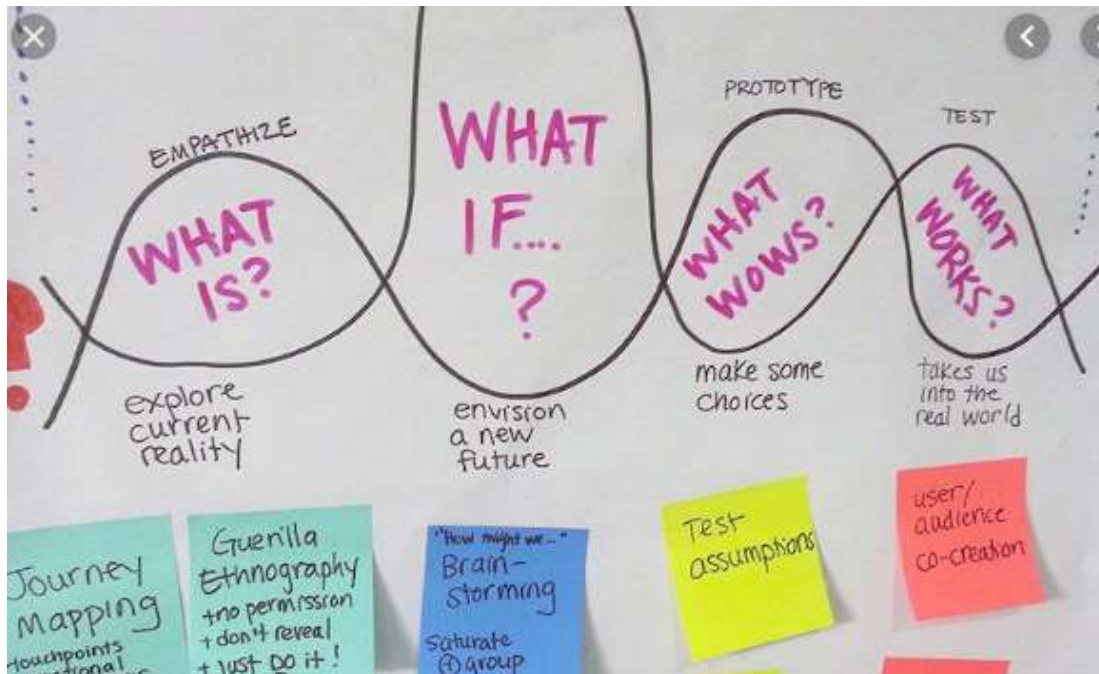 EMPATHIZE
WHAT
IS?
explore
current
reality
WHAT
IF....
?
envision
a new
future
PROTOTYPE
WHAT
WOWS?
make some
choices
TEST
WHAT
WORKS?
takes us
into the
real world
?
Journey
Mapping
touchpoints
Guerilla
Ethnography
+no permission
+don't reveal
+Just Do it!
"How might we..."
Brain-
storming
saturate
+ group
Test
assumptions
user/
audience
co-creation